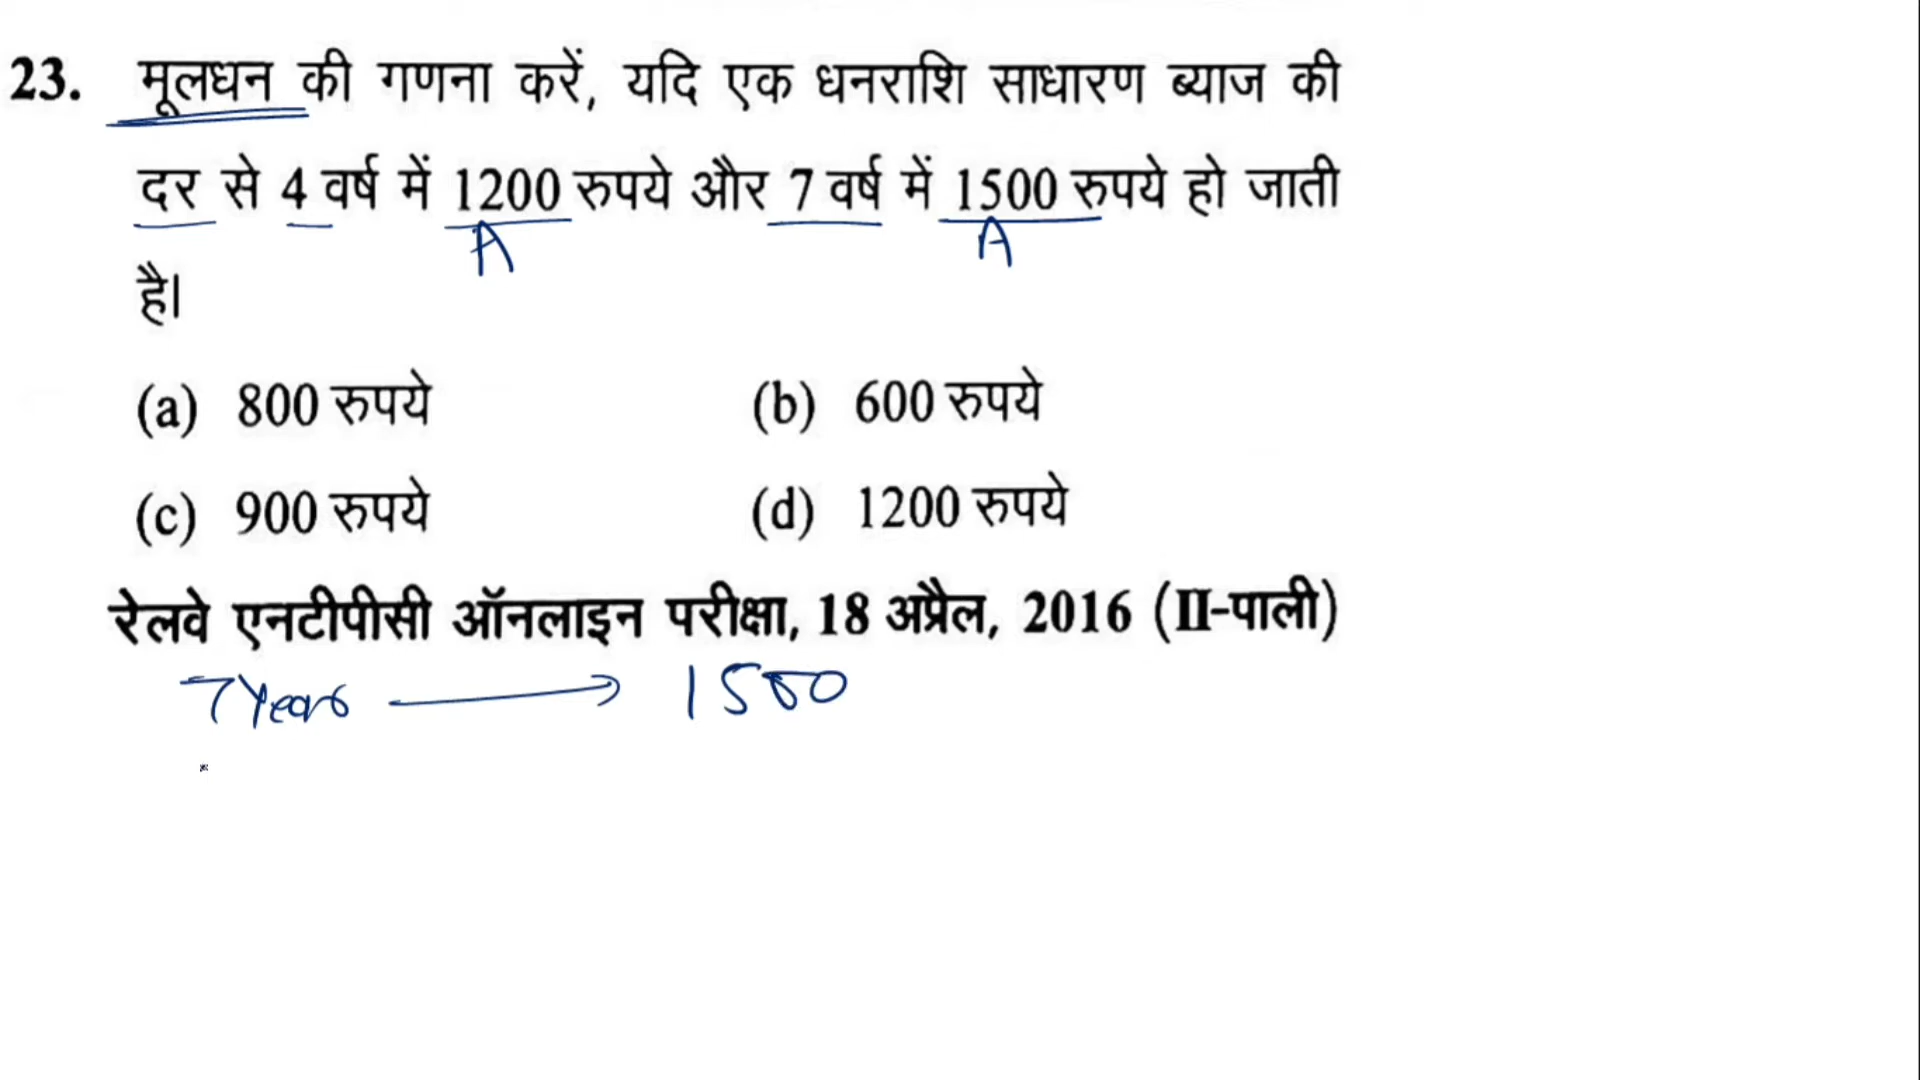 23. मूलधन की गणना करें, यदि एक धनराशि साधारण ब्याज की
दर से 4 वर्ष में 1200 रुपये और 7 वर्ष में 1500 रुपये हो जाती
A A
है।
(a) 800 रुपये (b) 600 रुपये
(c) 900 रुपये (d) 1200 रुपये
रेलवे एनटीपीसी ऑनलाइन परीक्षा, 18 अप्रैल, 2016 (II-पाली)
7 Years → 1500